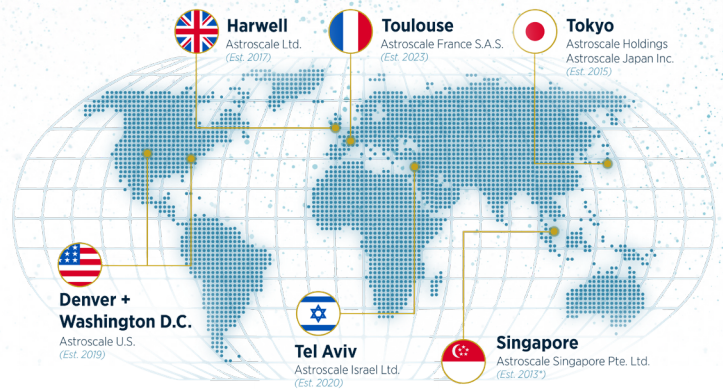 Harwell
Astroscale Ltd.
(Est. 2017)
Toulouse
Astroscale France S.A.S.
(Est. 2023)
Tokyo
Astroscale Holdings
Astroscale Japan Inc.
(Est. 2015)
Denver +
Washington D.C.
Astroscale U.S.
(Est. 2019)
Tel Aviv
Astroscale Israel Ltd.
(Est. 2020)
Singapore
Astroscale Singapore Pte. Ltd.
(Est. 2013*)